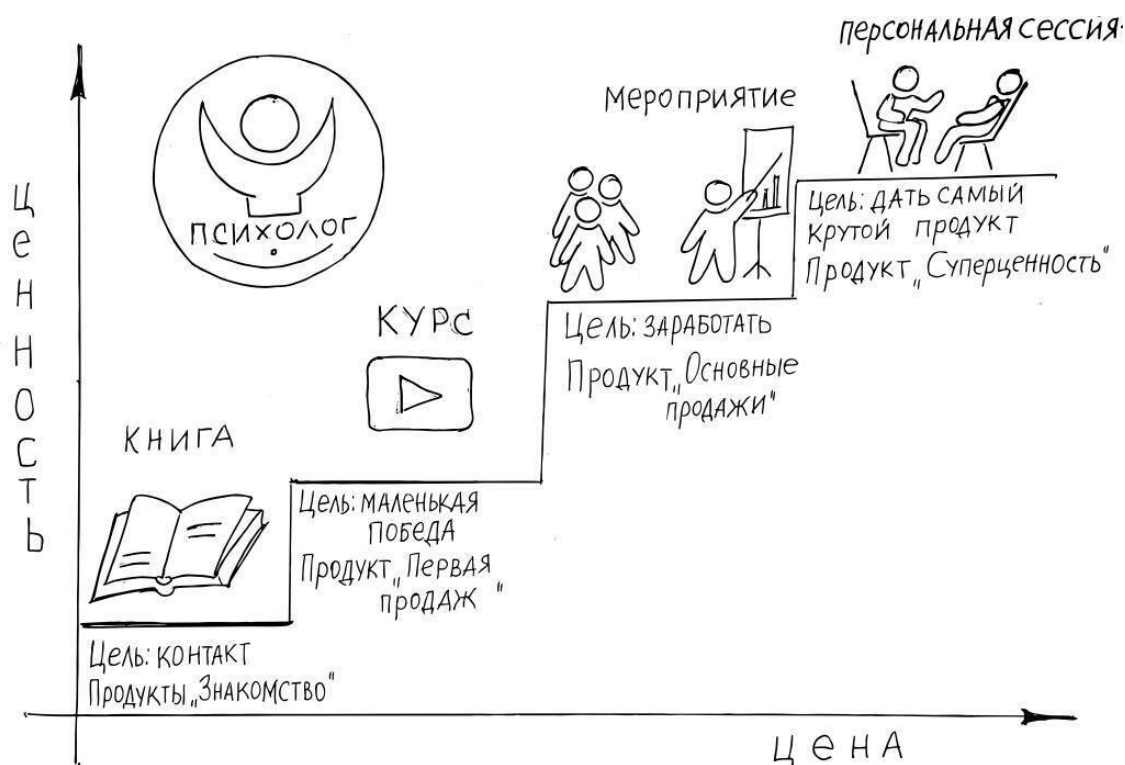 ПЕРСОНАЛЬНАЯ СЕССИЯ
МЕРОПРИЯТИЕ
ПСИХОЛОГ
ЦЕННОСТЬ
Цель: ДАТЬ САМЫЙ
КРУТОЙ ПРОДУКТ
Продукт „Суперценность"
КУРС
Цель: ЗАРАБОТАТЬ
Продукт „Основные
продажи"
КНИГА
Цель: МАЛЕНЬКАЯ
ПОБЕДА
Продукт „Первая
продаж "
Цель: КОНТАКТ
Продукты „Знакомство"
ЦеНА